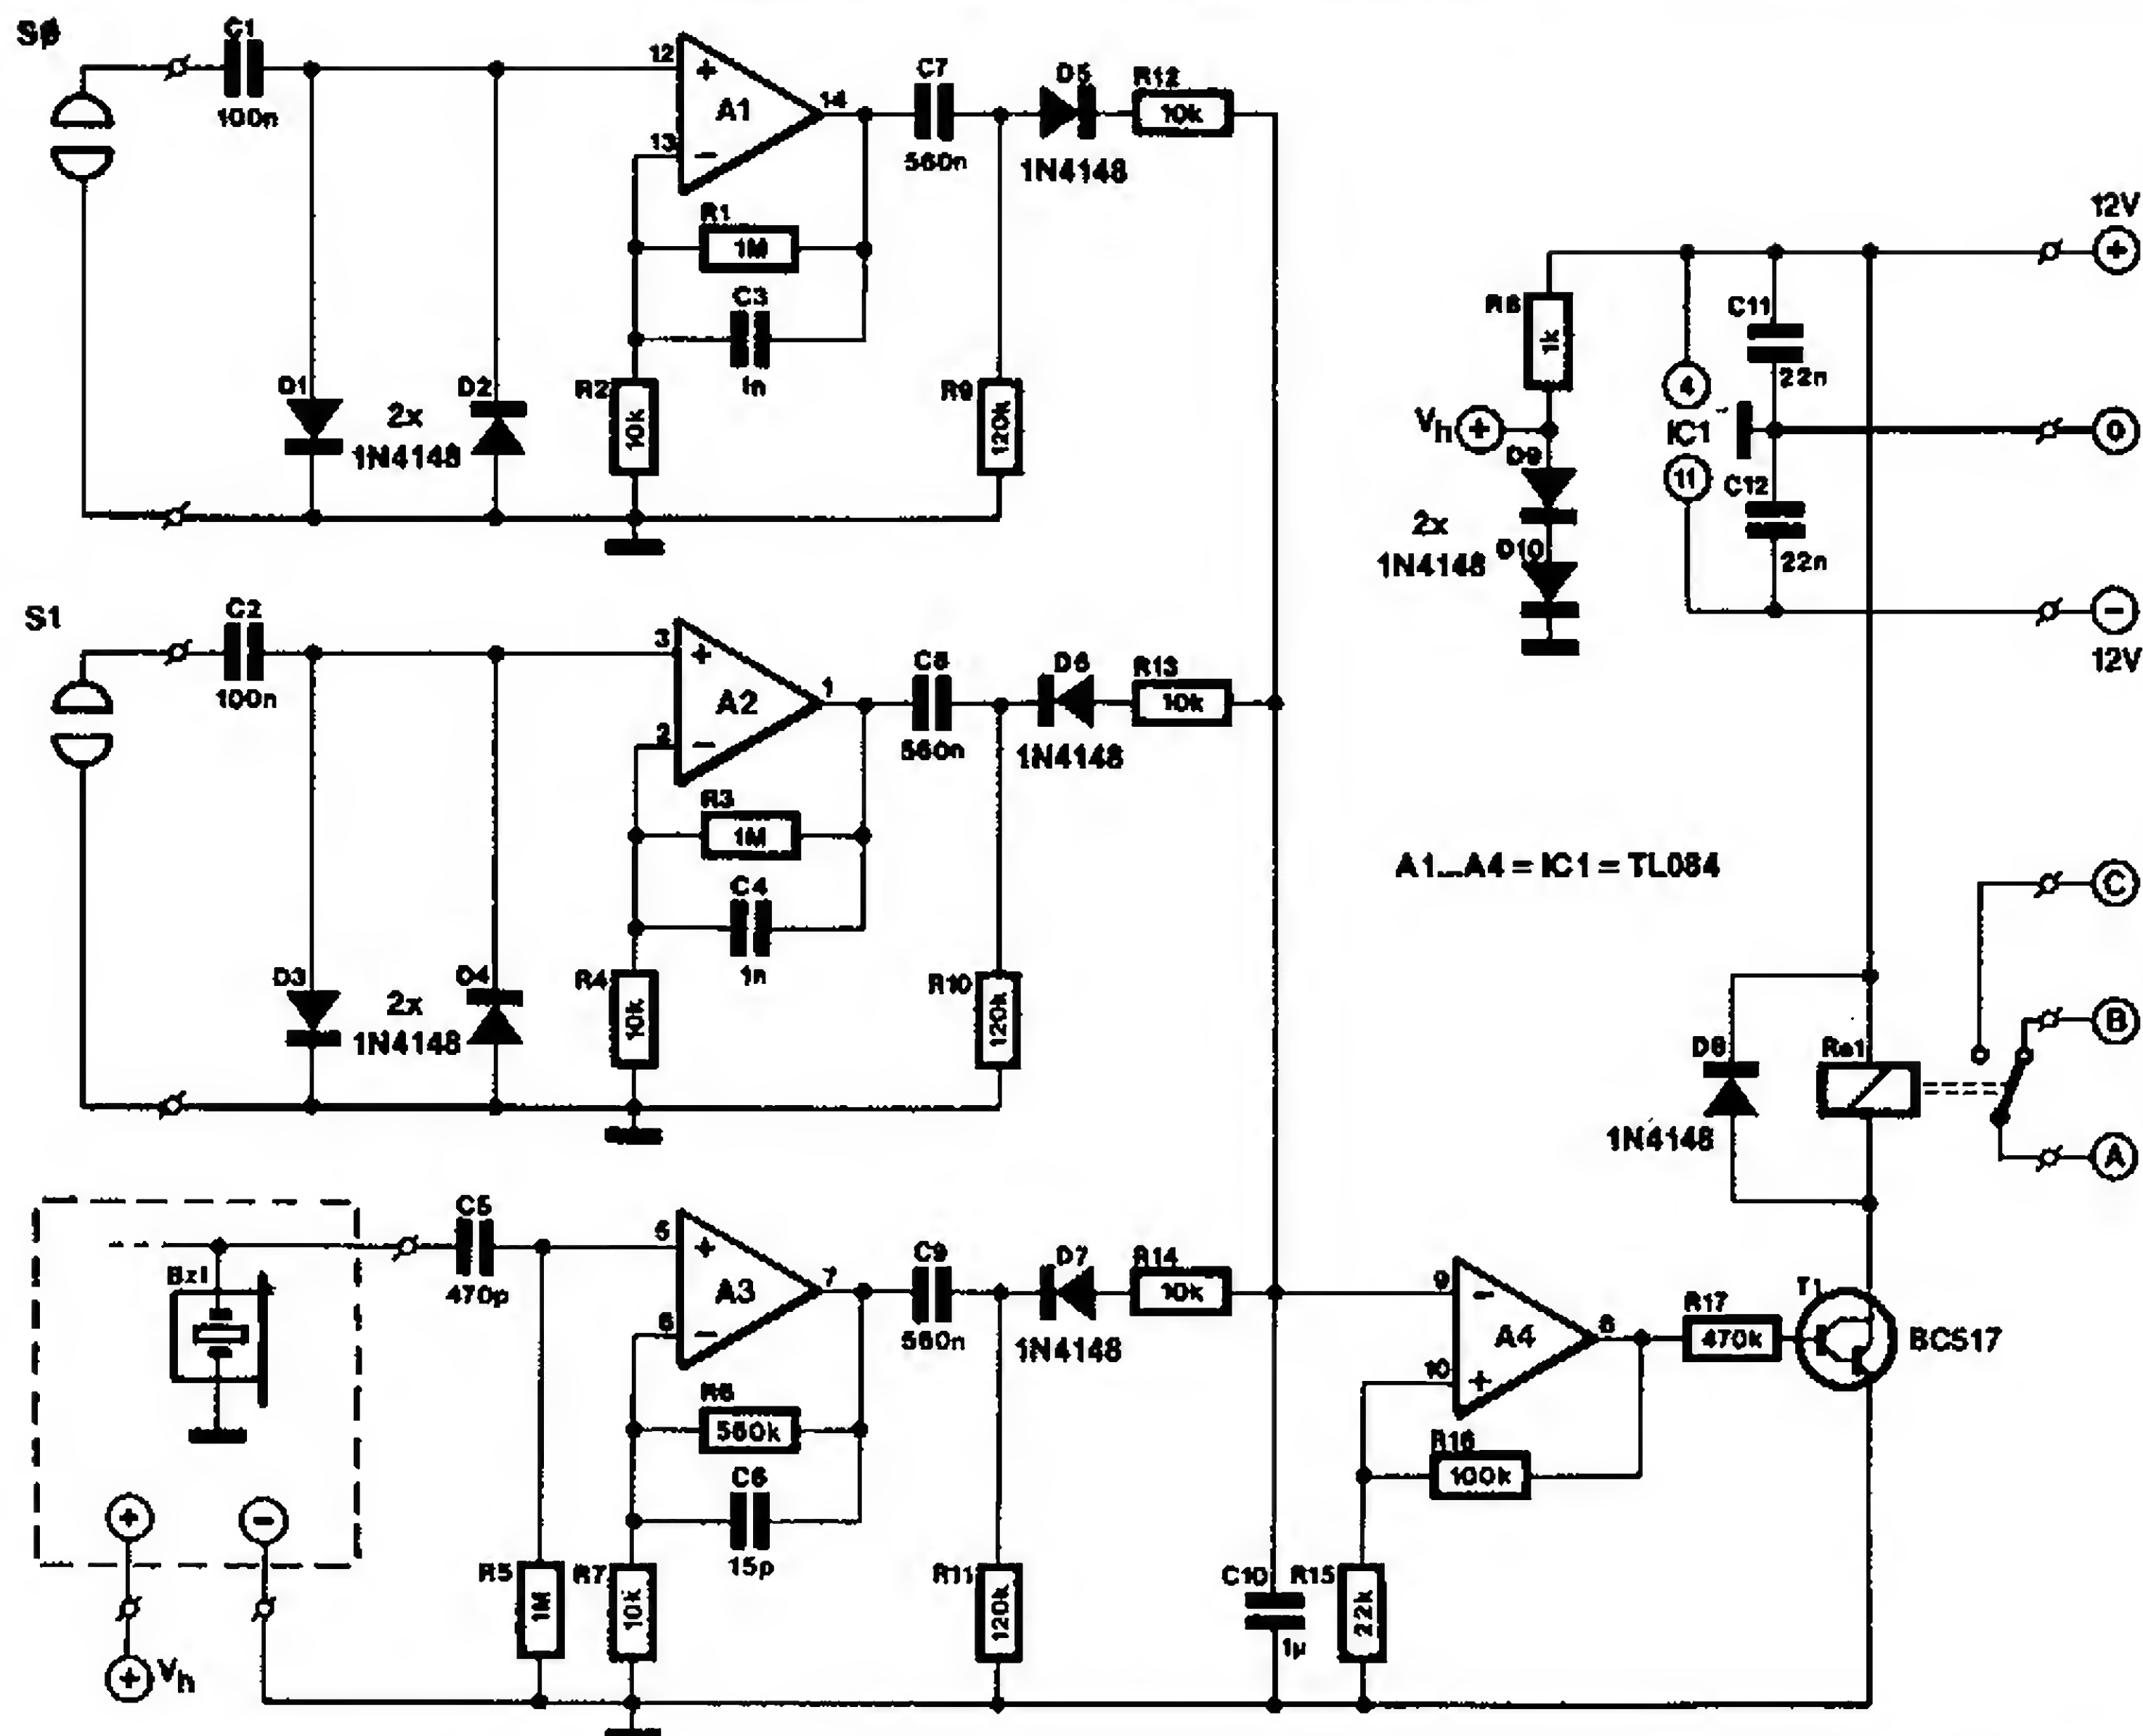 Sø
C1
100n
12
+
A1
14
13
−
C7
560n
D5
1N4148
R12
10k
R1
1M
C3
1n
D1
2x
1N4148
D2
R2
10k
R9
120k
12V
+
R8
1k
C11
22n
4
Vh
+
IC1
0
D9
11
C12
22n
2x
1N4148
D10
−
12V
S1
C2
100n
3
+
A2
1
2
−
C8
560n
D6
1N4148
R13
10k
R3
1M
C4
1n
D3
2x
1N4148
D4
R4
10k
R10
120k
A1...A4 = IC1 = TL084
C
B
D8
1N4148
Re1
A
Bz1
C5
470p
5
+
A3
7
6
−
C9
560n
D7
1N4148
R14
10k
9
−
A4
8
10
+
R17
470k
T1
BC517
R6
560k
C6
15p
R16
100k
+
−
R5
1M
R7
10k
R11
120k
C10
1µ
R15
22k
+
Vh